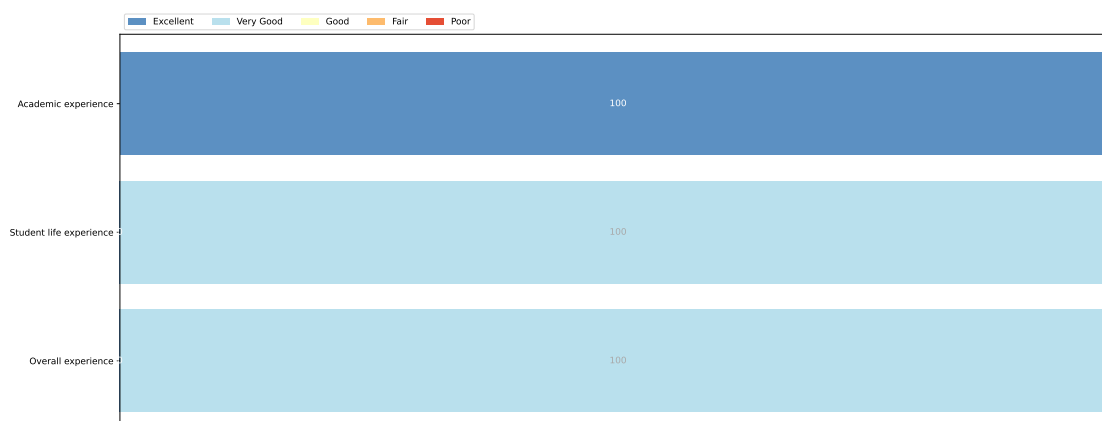 Excellent Very Good Good Fair Poor
Academic experience 100
Student life experience 100
Overall experience 100